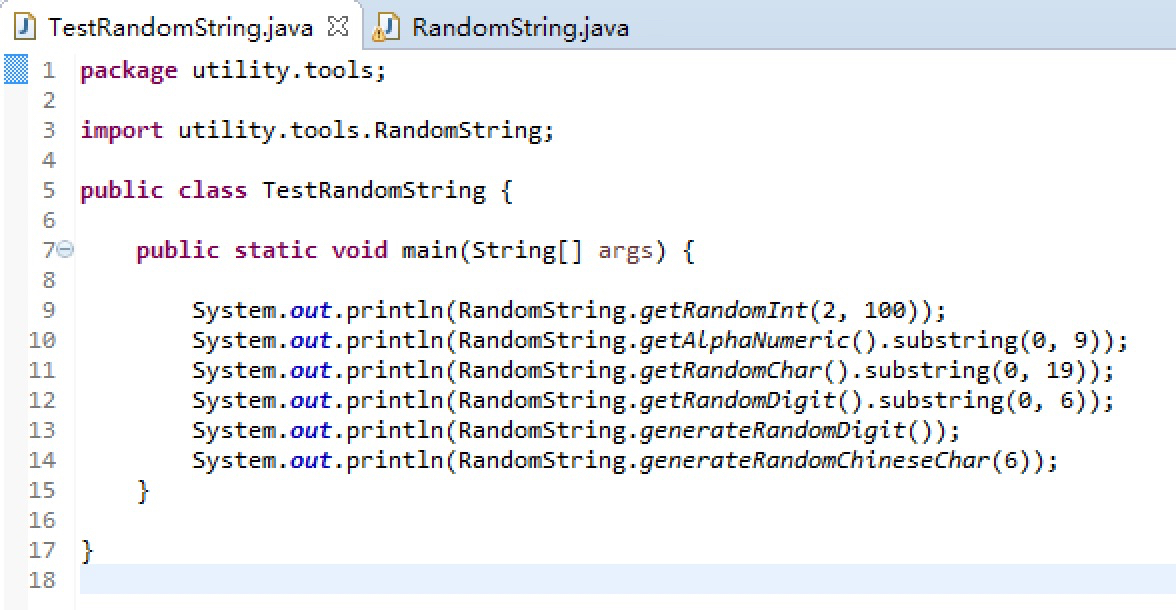 TestRandomString.java RandomString.java
1 package utility.tools;
2
3 import utility.tools.RandomString;
4
5 public class TestRandomString {
6
7 public static void main(String[] args) {
8
9 System.out.println(RandomString.getRandomInt(2, 100));
10 System.out.println(RandomString.getAlphaNumeric().substring(0, 9));
11 System.out.println(RandomString.getRandomChar().substring(0, 19));
12 System.out.println(RandomString.getRandomDigit().substring(0, 6));
13 System.out.println(RandomString.generateRandomDigit());
14 System.out.println(RandomString.generateRandomChineseChar(6));
15 }
16
17 }
18